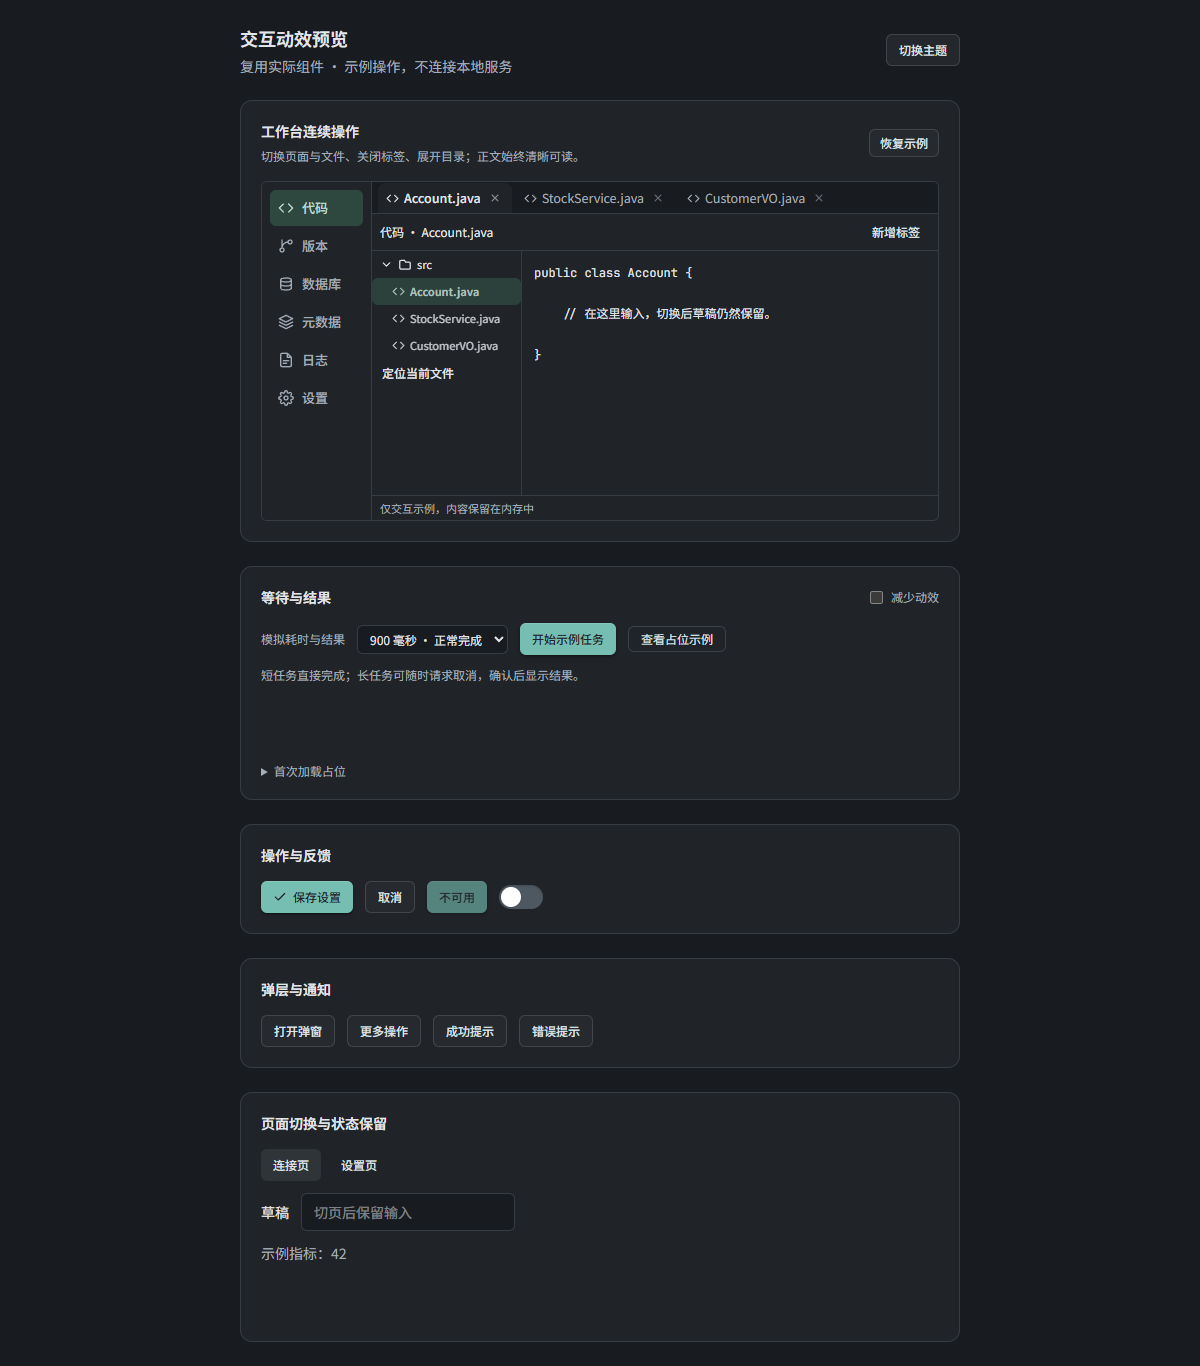 交互动效预览
复用实际组件 · 示例操作，不连接本地服务
切换主题
工作台连续操作
切换页面与文件、关闭标签、展开目录；正文始终清晰可读。
恢复示例
代码
版本
数据库
元数据
日志
设置
Account.java
StockService.java
CustomerVO.java
代码 · Account.java
新增标签
src
Account.java
StockService.java
CustomerVO.java
定位当前文件
public class Account {
// 在这里输入，切换后草稿仍然保留。
}
仅交互示例，内容保留在内存中
等待与结果
减少动效
模拟耗时与结果
900 毫秒 · 正常完成
开始示例任务
查看占位示例
短任务直接完成；长任务可随时请求取消，确认后显示结果。
首次加载占位
操作与反馈
保存设置
取消
不可用
弹层与通知
打开弹窗
更多操作
成功提示
错误提示
页面切换与状态保留
连接页
设置页
草稿
切页后保留输入
示例指标：42